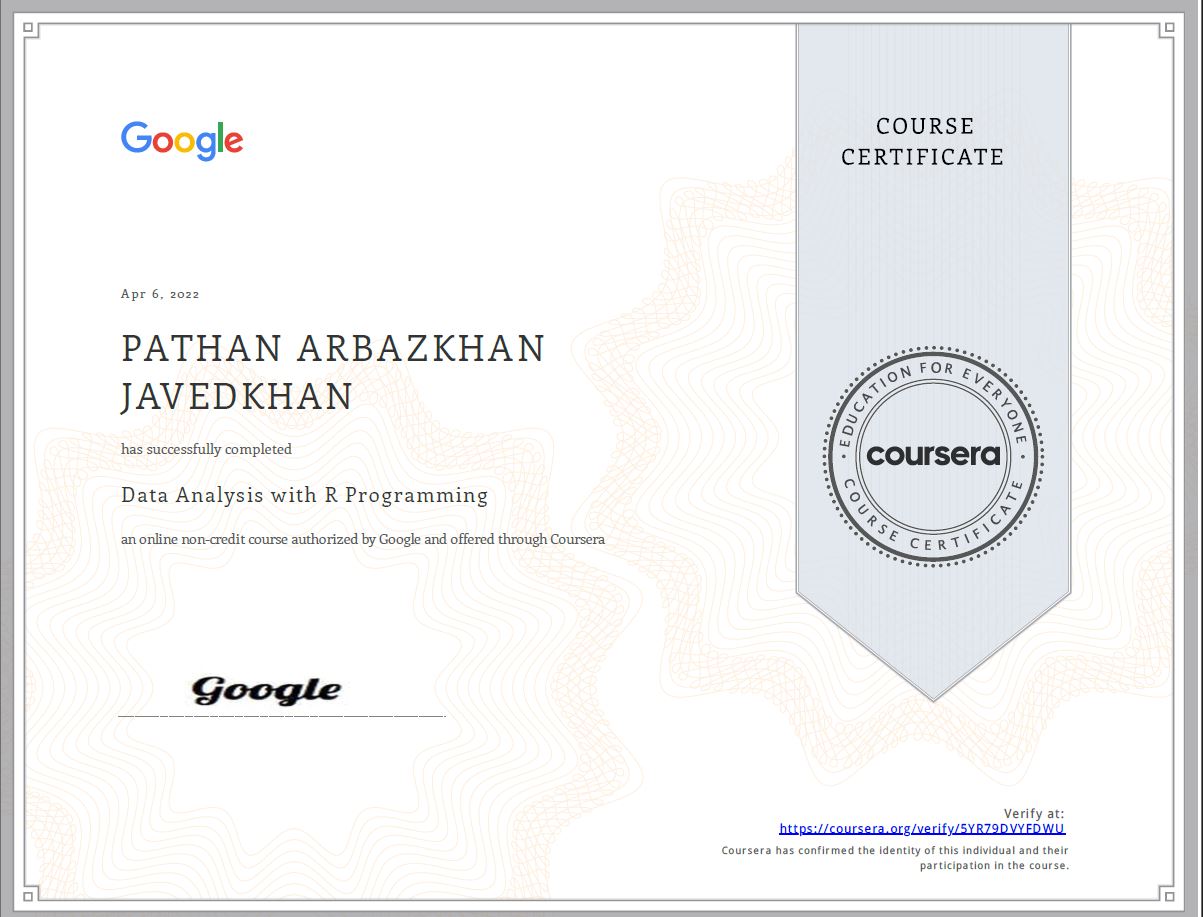 Google
COURSE
CERTIFICATE
Apr 6, 2022
PATHAN ARBAZKHAN
JAVEDKHAN
has successfully completed
Data Analysis with R Programming
an online non-credit course authorized by Google and offered through Coursera
EDUCATION FOR EVERYONE
coursera
COURSE CERTIFICATE
Google
Verify at:
https://coursera.org/verify/5YR79DVYFDWU
Coursera has confirmed the identity of this individual and their
participation in the course.